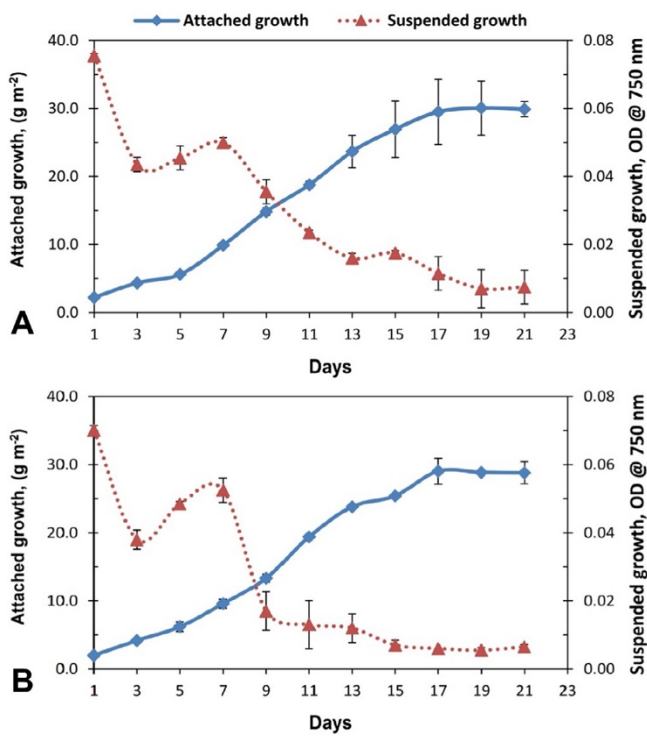 Attached growth Suspended growth
40.0 0.08
30.0 0.06
20.0 0.04
10.0 0.02
0.0 0.00
Attached growth, (g m⁻²)
Suspended growth, OD @ 750 nm
1 3 5 7 9 11 13 15 17 19 21 23
A
Days
40.0 0.08
30.0 0.06
20.0 0.04
10.0 0.02
0.0 0.00
Attached growth, (g m⁻²)
Suspended growth, OD @ 750 nm
1 3 5 7 9 11 13 15 17 19 21 23
B
Days